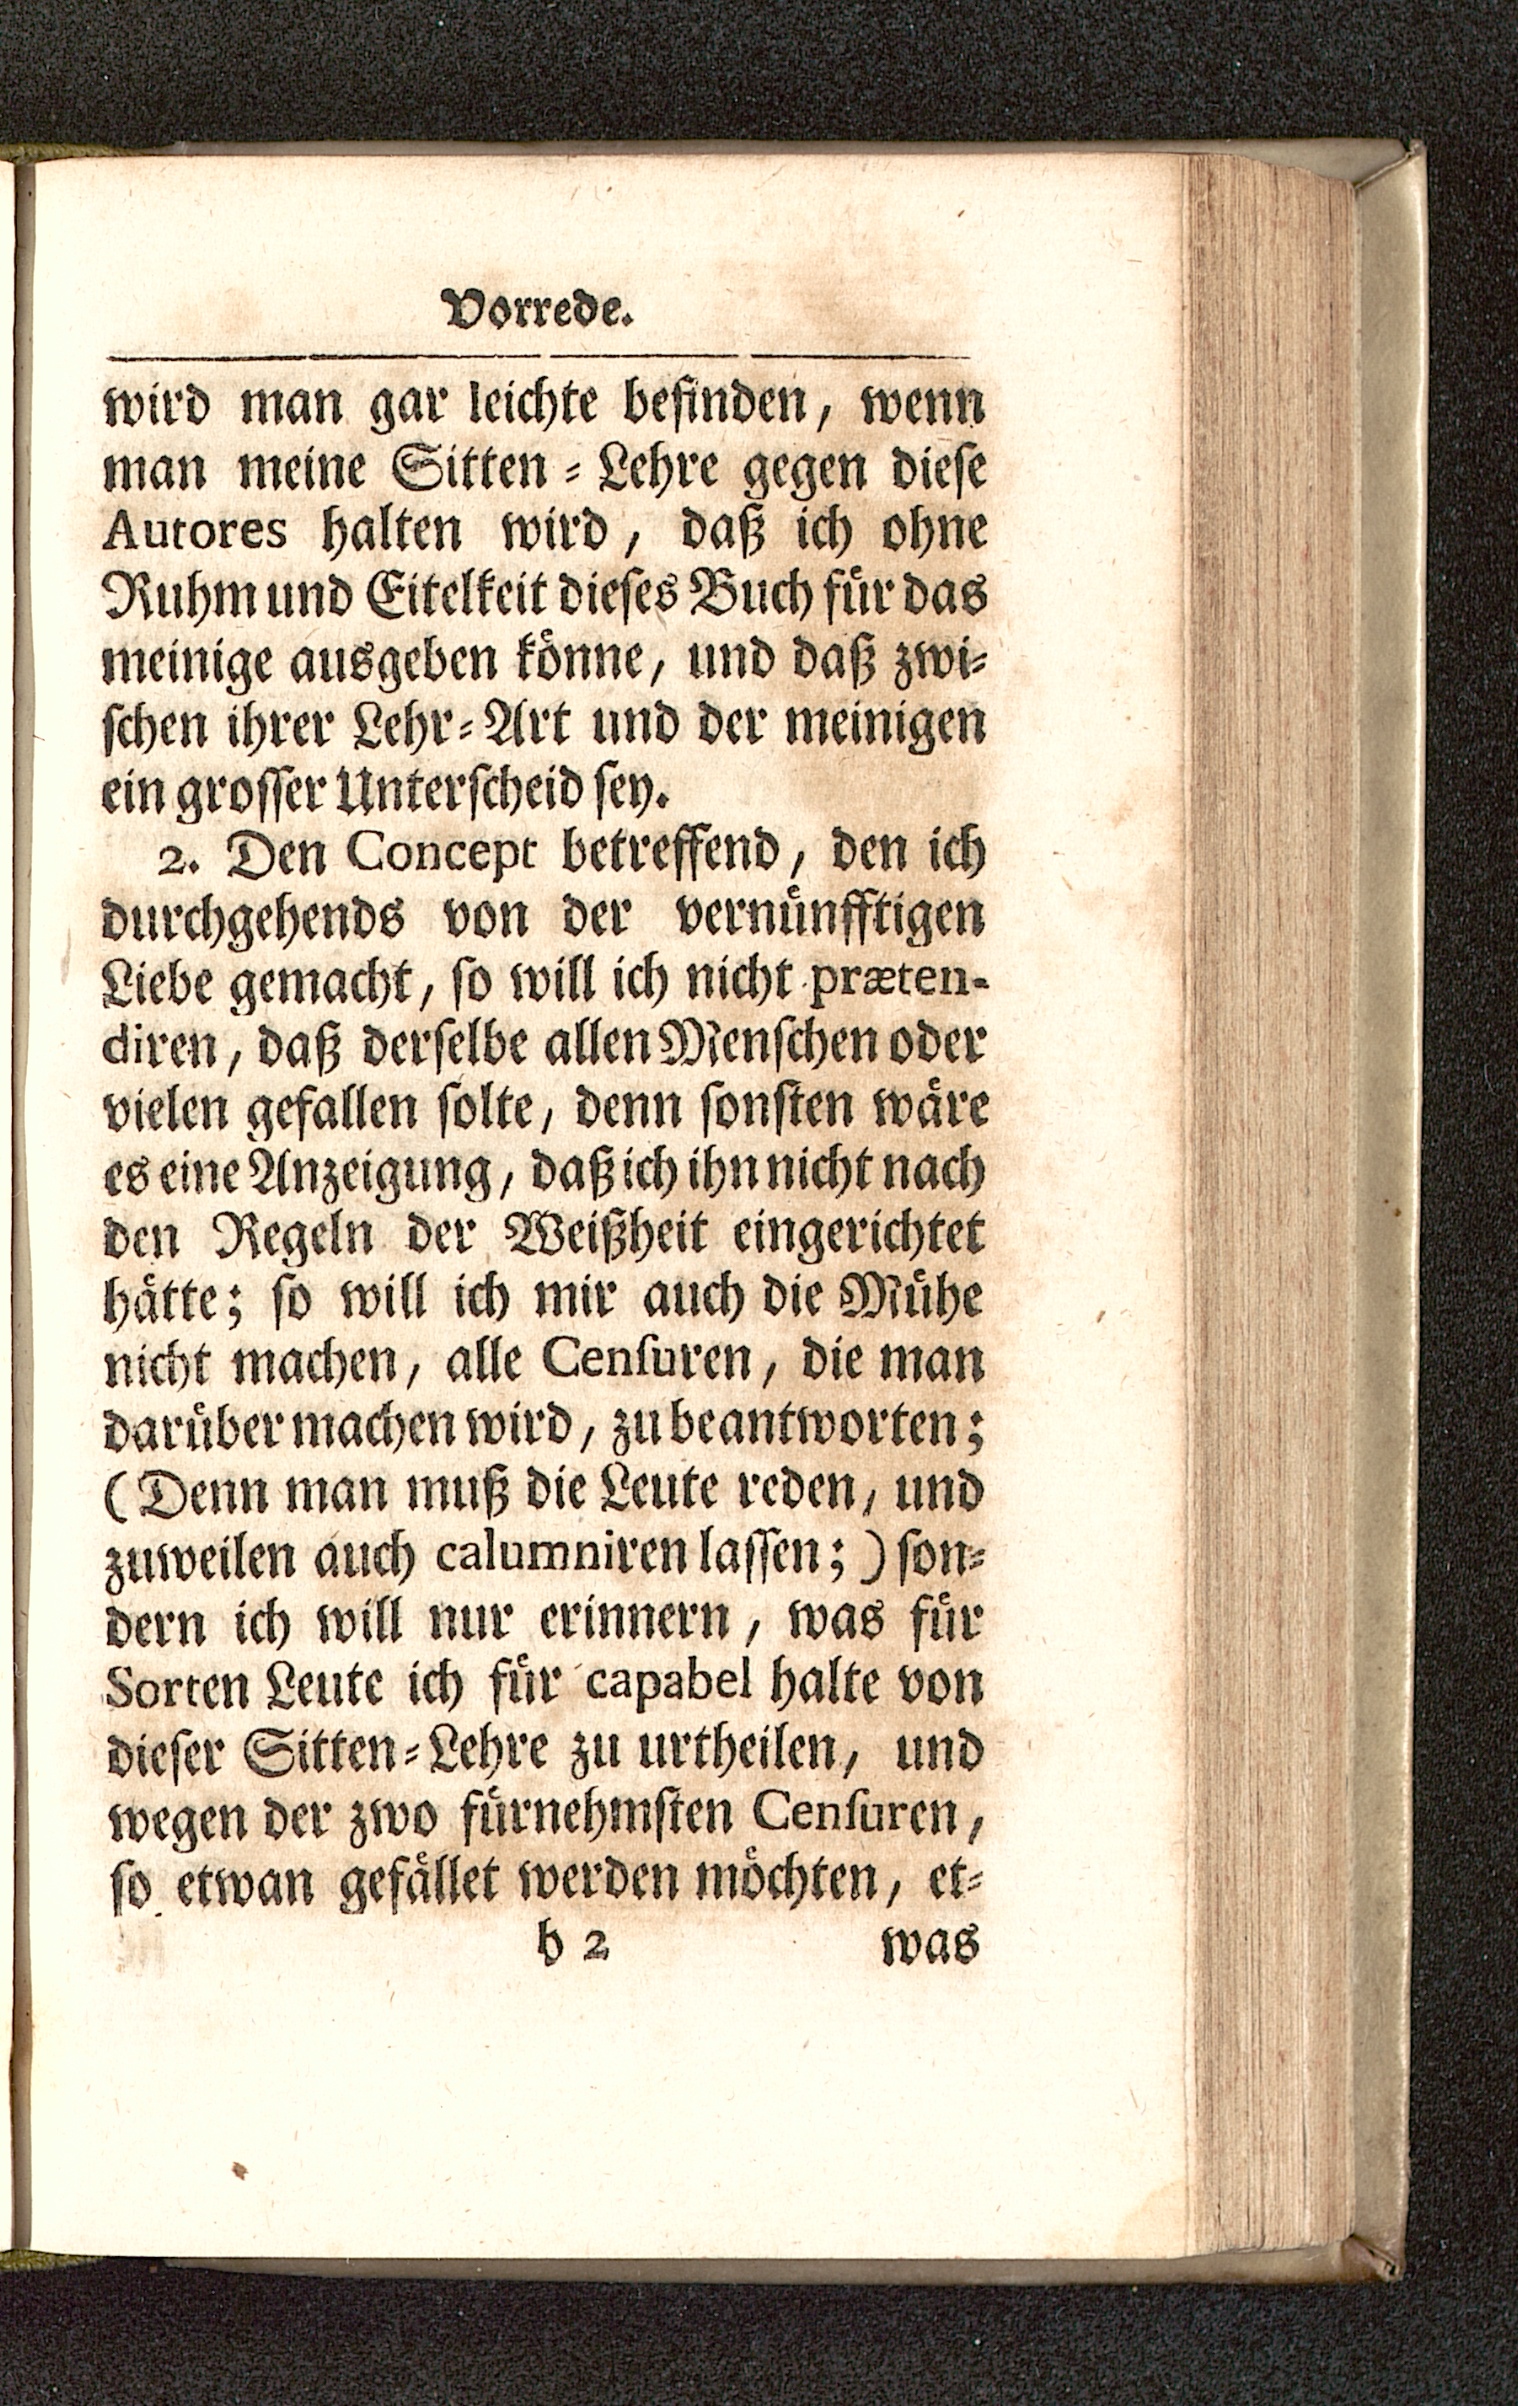 Vorrede.
wird man gar leichte befinden, wenn
man meine Sitten-Lehre gegen diese
Autores halten wird, daß ich ohne
Ruhm und Eitelkeit dieses Buch für das
meinige ausgeben könne, und daß zwi-
schen ihrer Lehr-Art und der meinigen
ein grosser Unterscheid sey.
2. Den Concept betreffend, den ich
durchgehends von der vernünfftigen
Liebe gemacht, so will ich nicht præten-
diren, daß derselbe allen Menschen oder
vielen gefallen solte, denn sonsten wäre
es eine Anzeigung, daß ich ihn nicht nach
den Regeln der Weißheit eingerichtet
hätte; so will ich mir auch die Mühe
nicht machen, alle Censuren, die man
darüber machen wird, zu beantworten;
(Denn man muß die Leute reden, und
zuweilen auch calumniren lassen;) son-
dern ich will nur erinnern, was für
Sorten Leute ich für capabel halte von
dieser Sitten-Lehre zu urtheilen, und
wegen der zwo fürnehmsten Censuren,
so etwan gefället werden möchten, et-
b 2 was